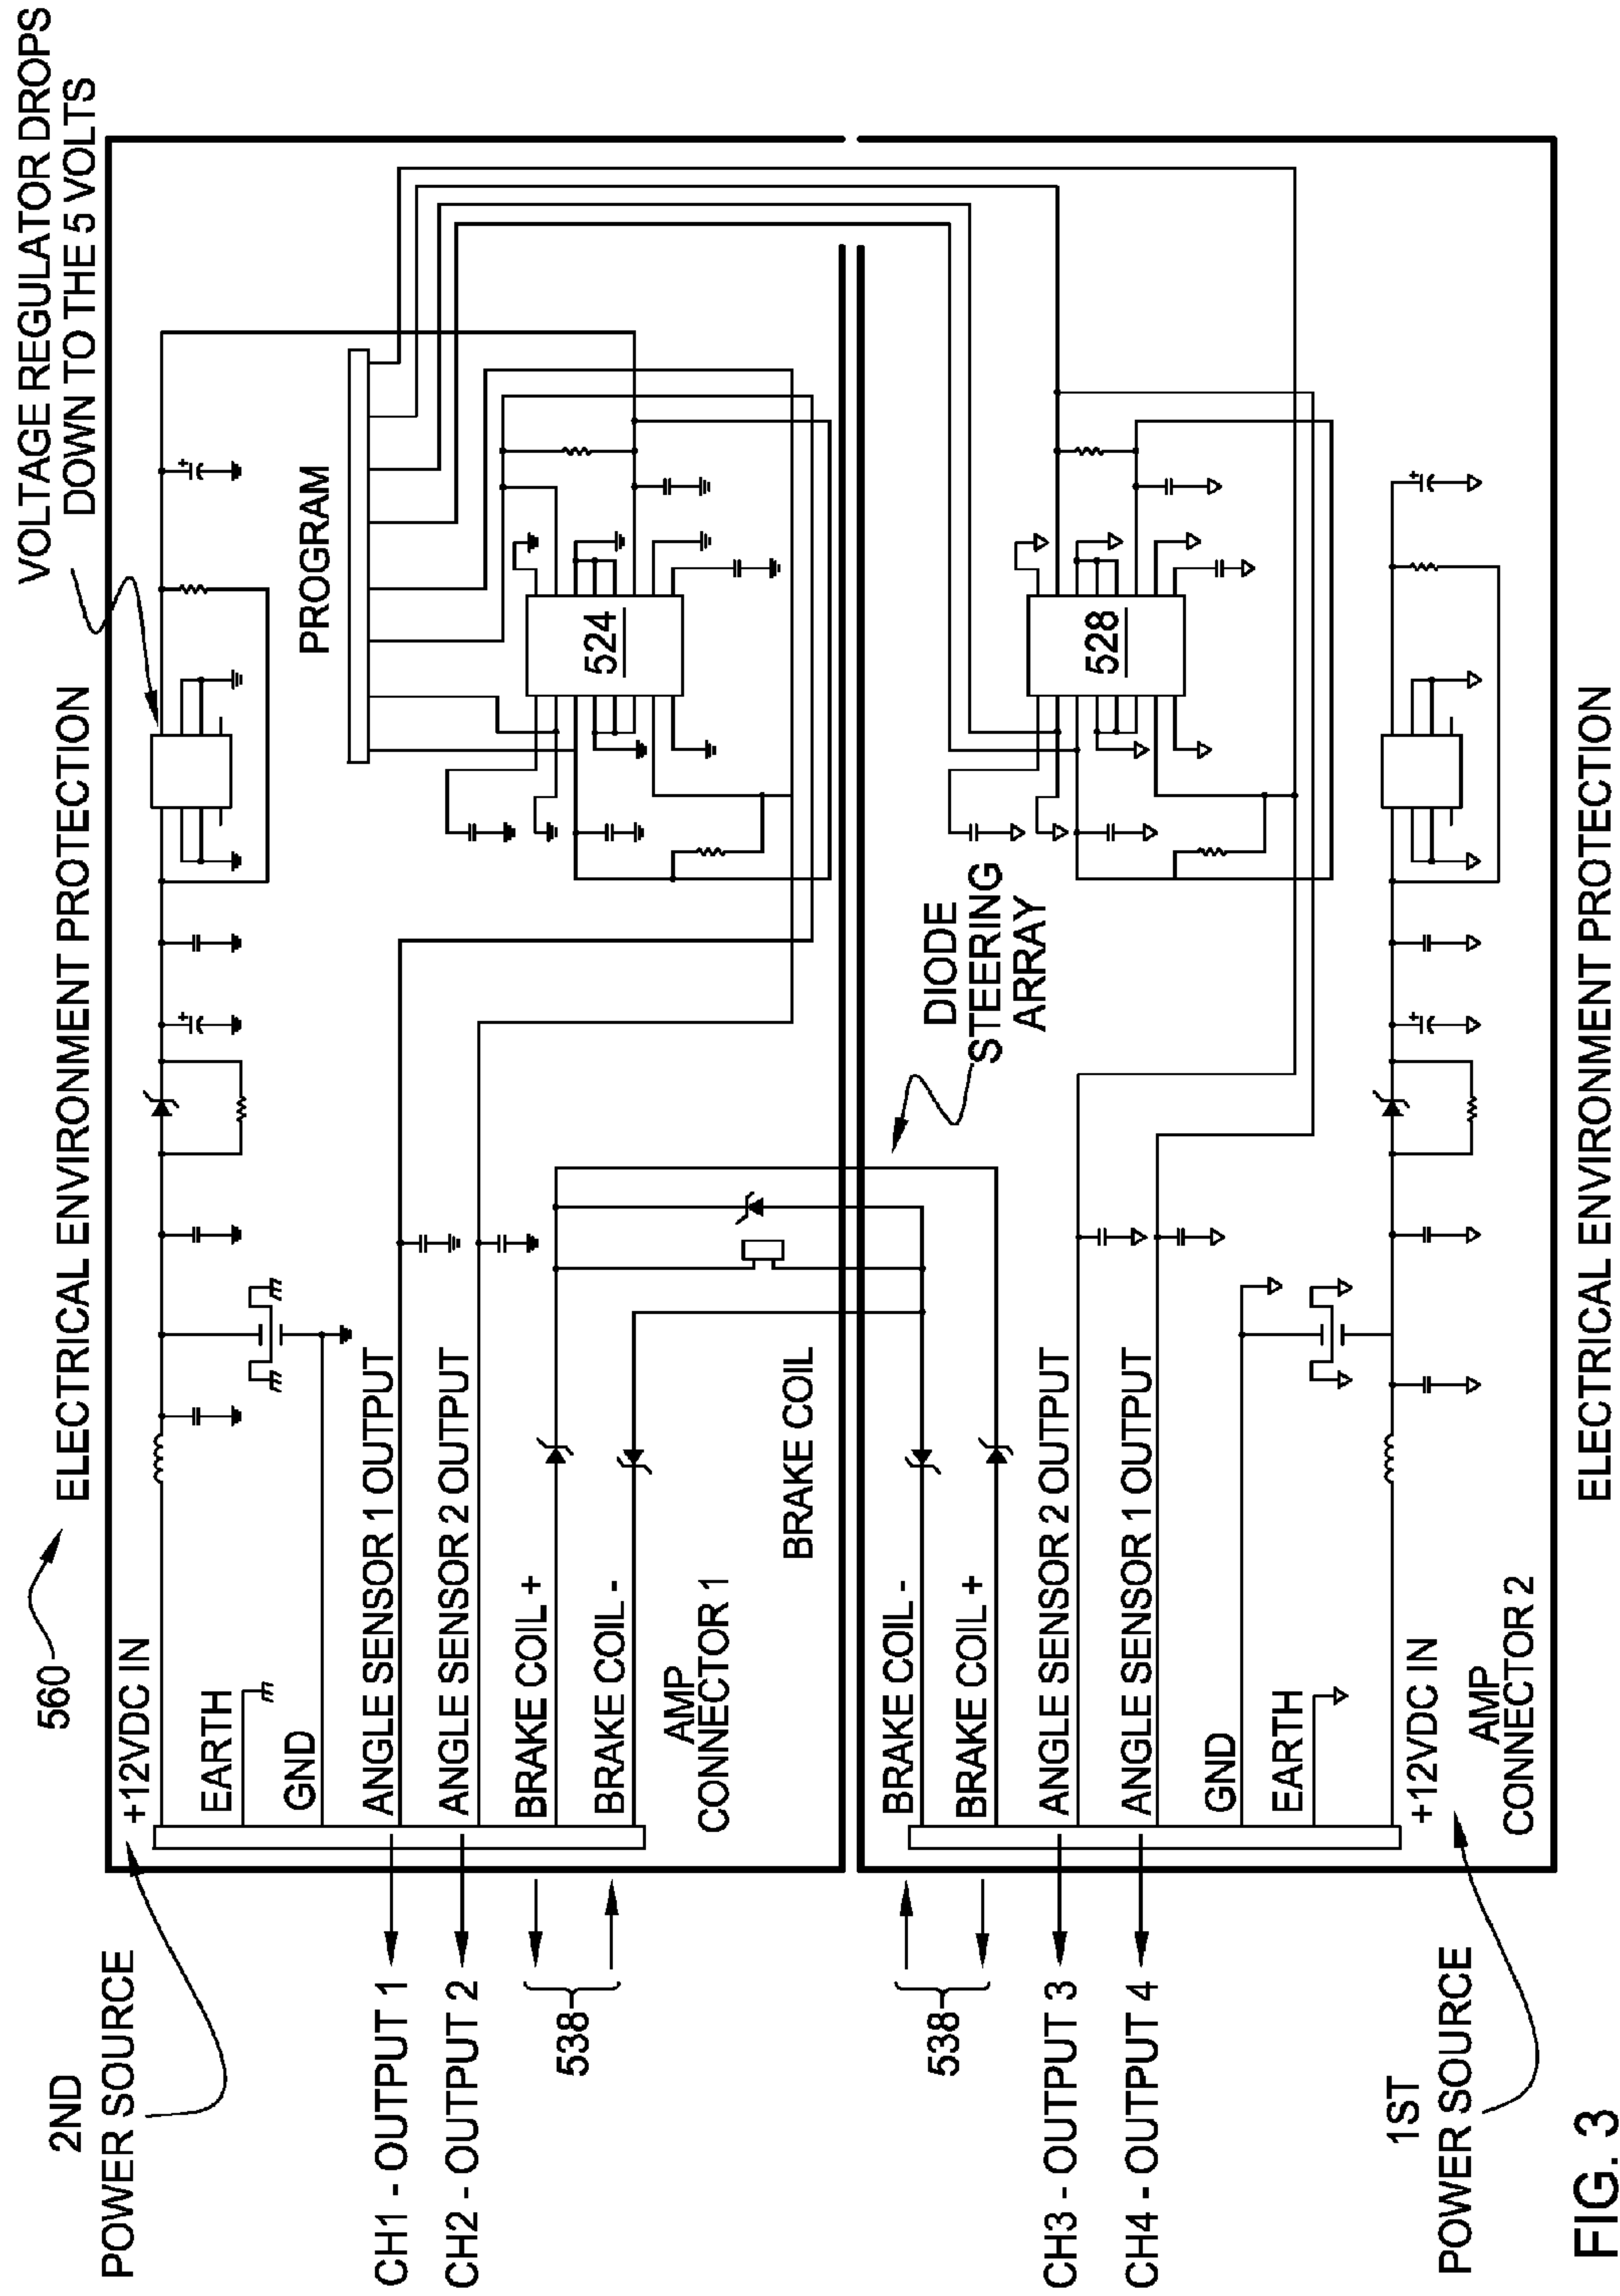 VOLTAGE REGULATOR DROPS
DOWN TO THE 5 VOLTS
560
ELECTRICAL ENVIRONMENT PROTECTION
2ND
POWER SOURCE
+12VDC IN
EARTH
GND
+
+
PROGRAM
524
CH1 - OUTPUT 1
ANGLE SENSOR 1 OUTPUT
CH2 - OUTPUT 2
ANGLE SENSOR 2 OUTPUT
538
BRAKE COIL +
BRAKE COIL -
AMP
CONNECTOR 1
BRAKE COIL
DIODE
STEERING
ARRAY
538
BRAKE COIL -
BRAKE COIL +
528
CH3 - OUTPUT 3
ANGLE SENSOR 2 OUTPUT
CH4 - OUTPUT 4
ANGLE SENSOR 1 OUTPUT
GND
EARTH
1ST
POWER SOURCE
+12VDC IN
+
+
AMP
CONNECTOR 2
ELECTRICAL ENVIRONMENT PROTECTION
FIG. 3